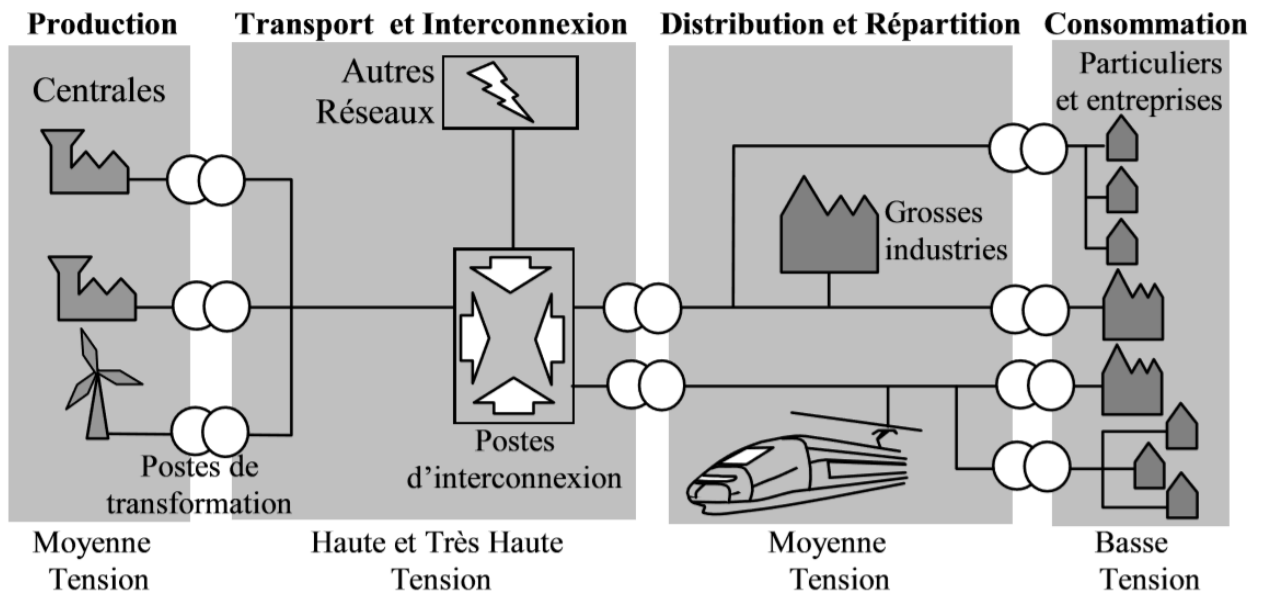 Production
Transport et Interconnexion
Distribution et Répartition
Consommation
Centrales
Autres
Réseaux
Particuliers
et entreprises
Grosses
industries
Postes de
transformation
Postes
d’interconnexion
Moyenne
Tension
Haute et Très Haute
Tension
Moyenne
Tension
Basse
Tension